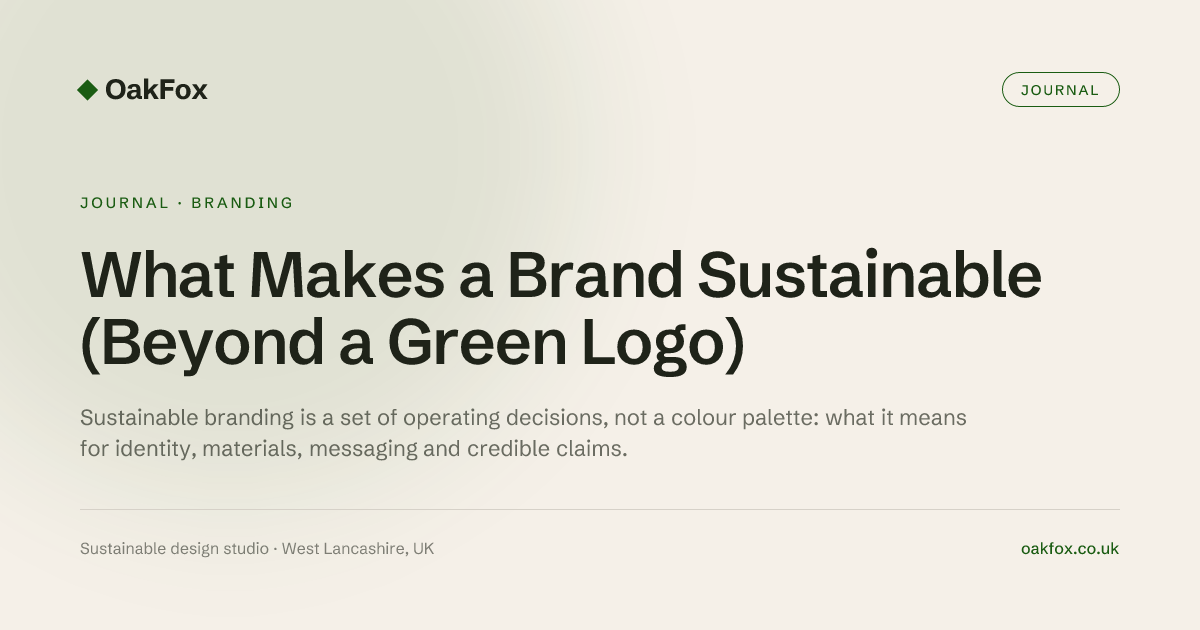 OakFox
JOURNAL
JOURNAL · BRANDING
What Makes a Brand Sustainable
(Beyond a Green Logo)
Sustainable branding is a set of operating decisions, not a colour palette: what it means
for identity, materials, messaging and credible claims.
Sustainable design studio · West Lancashire, UK
oakfox.co.uk